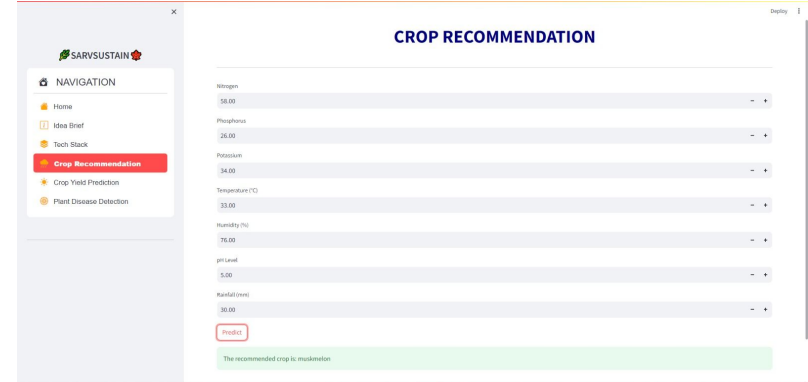 ×
Deploy
SARVSUSTAIN
NAVIGATION
Home
Idea Brief
Tech Stack
Crop Recommendation
Crop Yield Prediction
Plant Disease Detection
CROP RECOMMENDATION
Nitrogen
58.00 - +
Phosphorus
26.00 - +
Potassium
34.00 - +
Temperature (°C)
33.00 - +
Humidity (%)
76.00 - +
pH Level
5.00 - +
Rainfall (mm)
30.00 - +
Predict
The recommended crop is: muskmelon